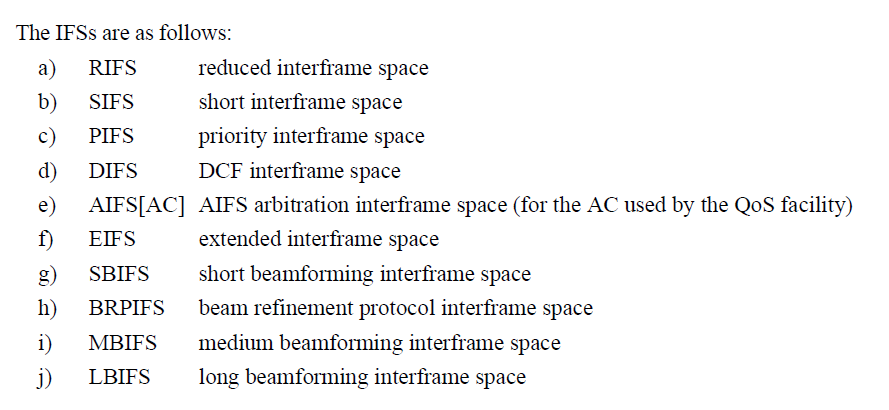 The IFSs are as follows:
a) RIFS reduced interframe space
b) SIFS short interframe space
c) PIFS priority interframe space
d) DIFS DCF interframe space
e) AIFS[AC] AIFS arbitration interframe space (for the AC used by the QoS facility)
f) EIFS extended interframe space
g) SBIFS short beamforming interframe space
h) BRPIFS beam refinement protocol interframe space
i) MBIFS medium beamforming interframe space
j) LBIFS long beamforming interframe space